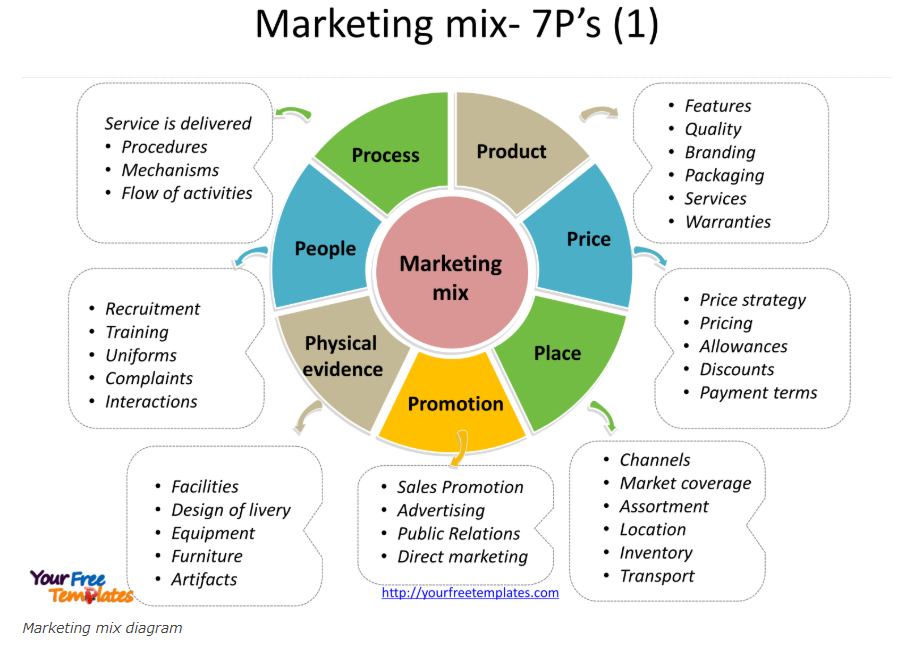 Marketing mix- 7P's (1)
Service is delivered
• Procedures
• Mechanisms
• Flow of activities
Process
Product
• Features
• Quality
• Branding
• Packaging
• Services
• Warranties
People
Marketing
mix
Price
• Recruitment
• Training
• Uniforms
• Complaints
• Interactions
Physical
evidence
Place
• Price strategy
• Pricing
• Allowances
• Discounts
• Payment terms
Promotion
• Facilities
• Design of livery
• Equipment
• Furniture
• Artifacts
• Sales Promotion
• Advertising
• Public Relations
• Direct marketing
• Channels
• Market coverage
• Assortment
• Location
• Inventory
• Transport
Your Free
Templates
http://yourfreetemplates.com
Marketing mix diagram